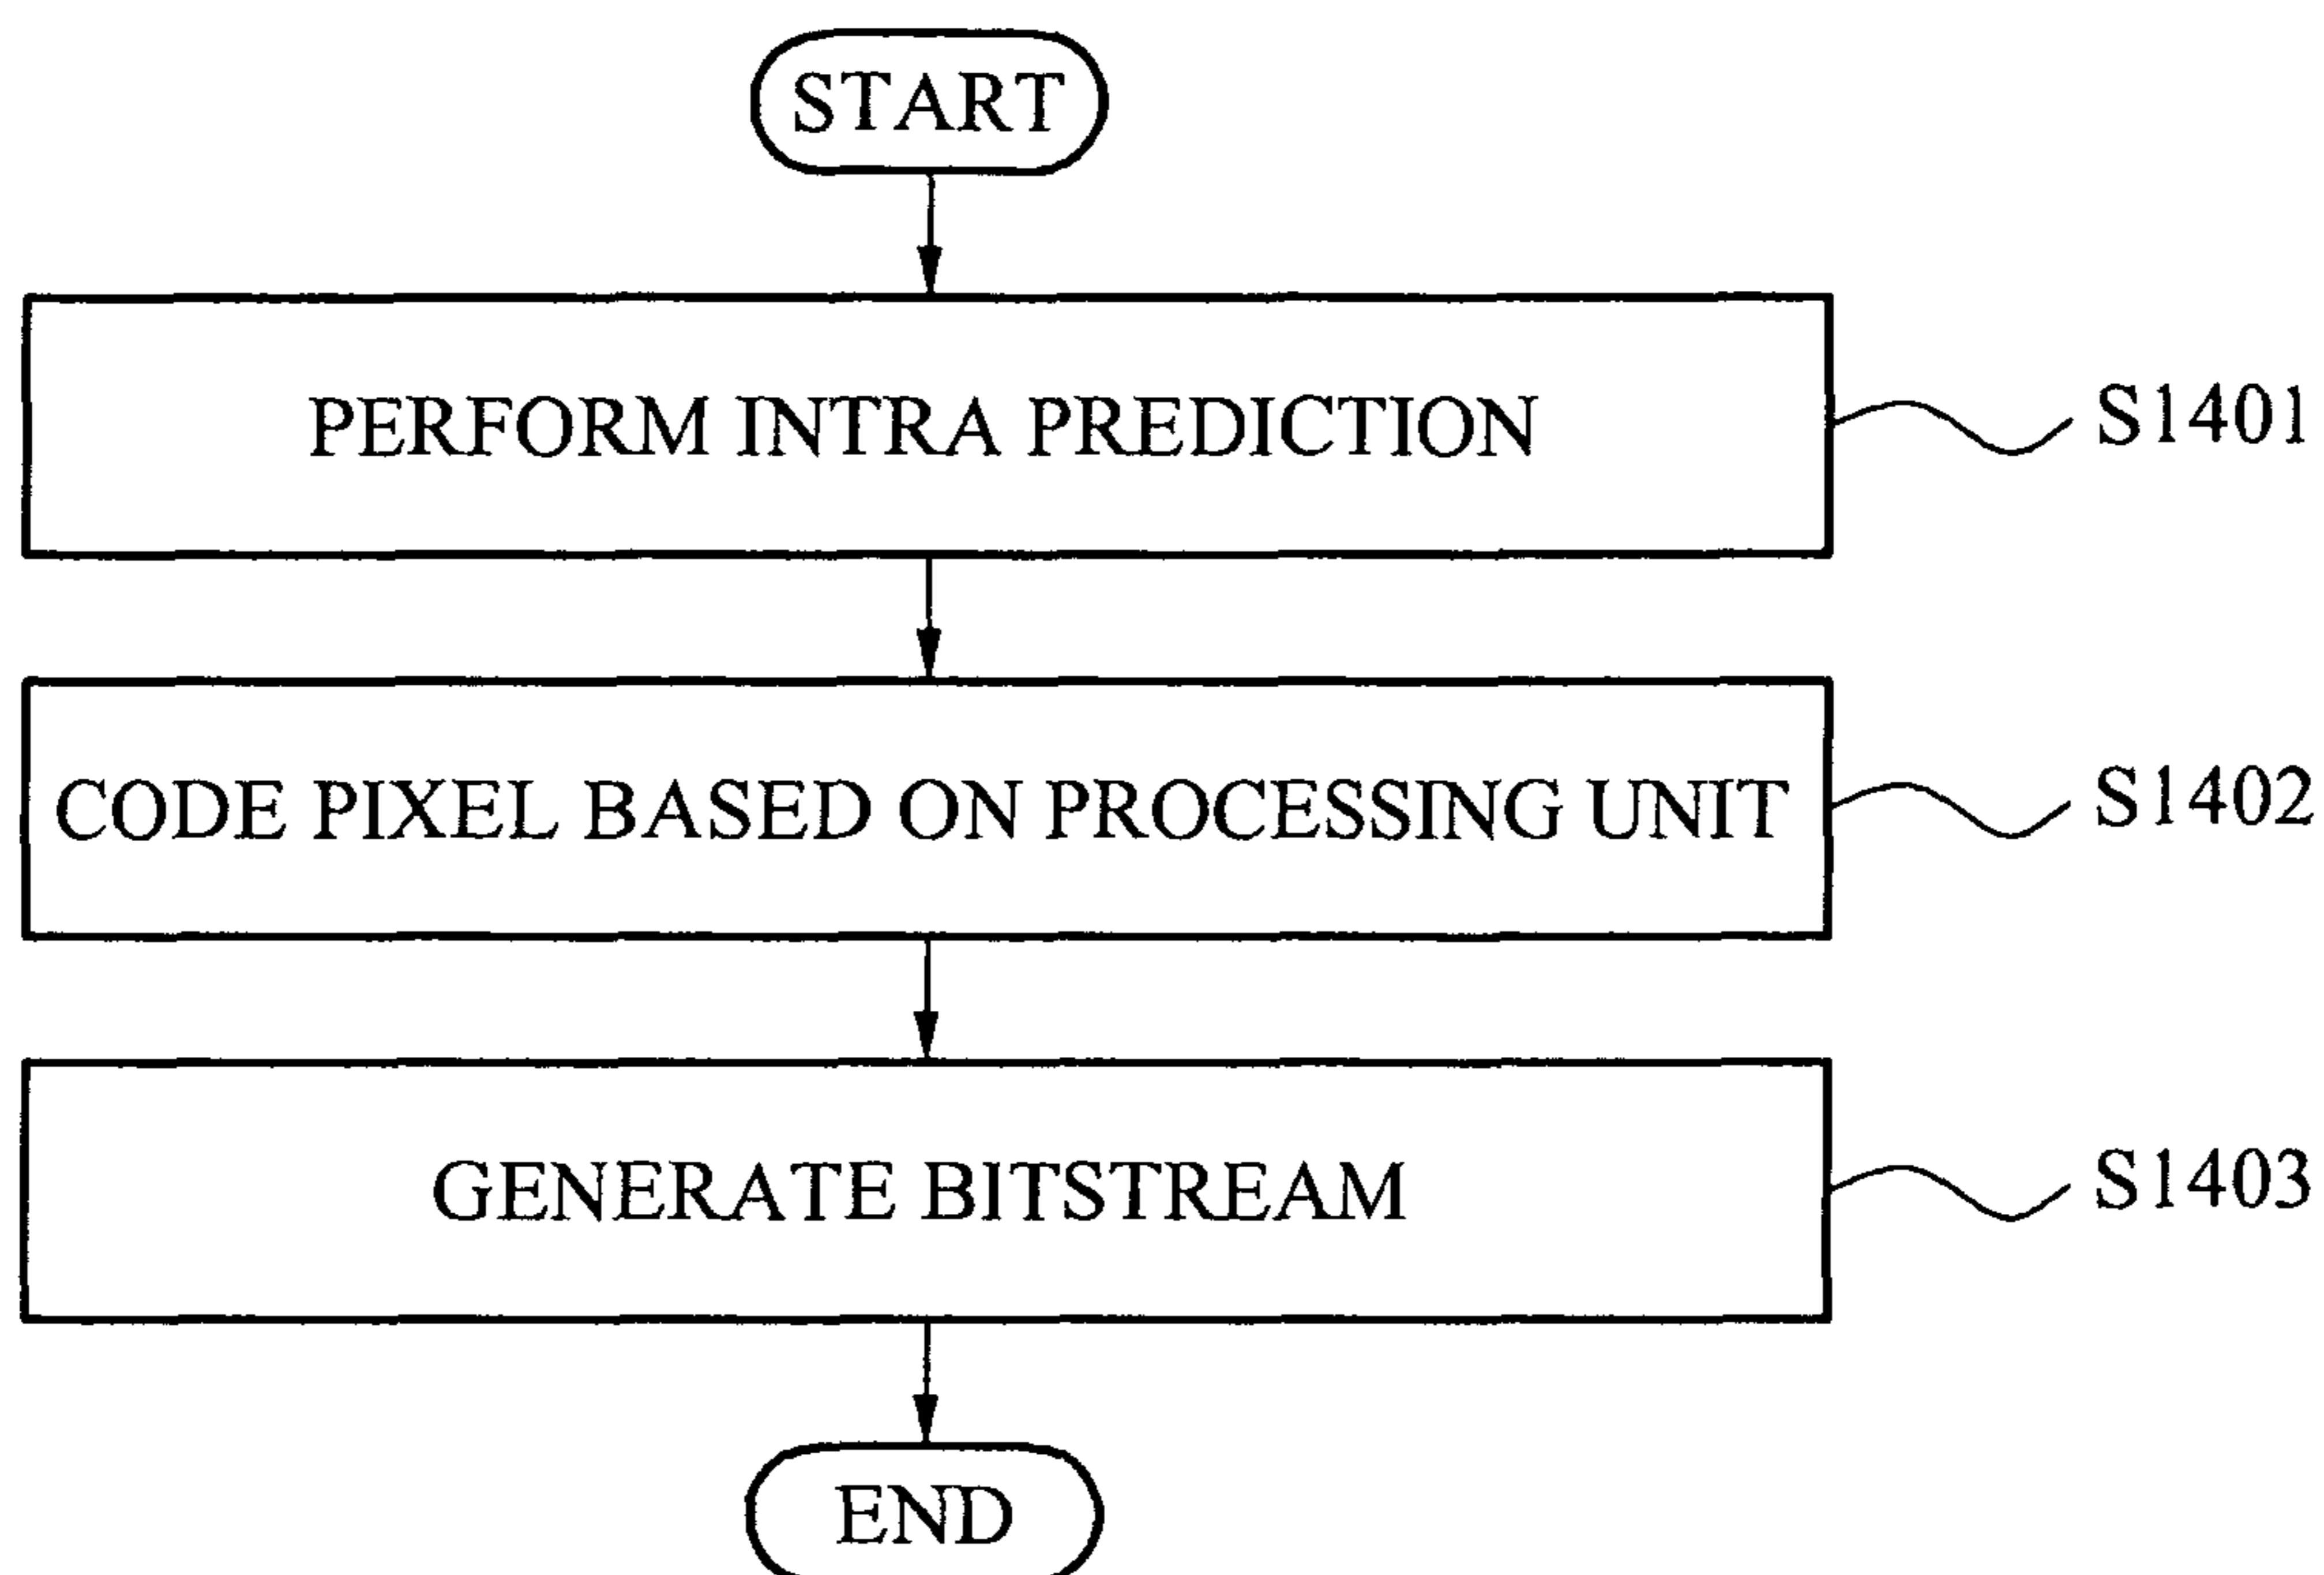 START
PERFORM INTRA PREDICTION
S1401
CODE PIXEL BASED ON PROCESSING UNIT
S1402
GENERATE BITSTREAM
S1403
END